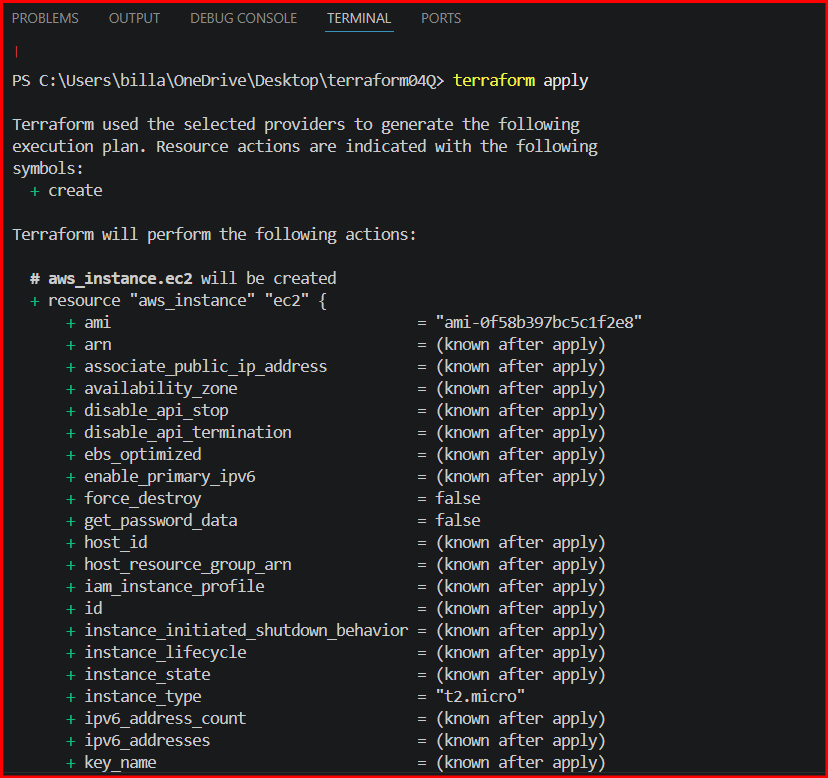 PROBLEMS OUTPUT DEBUG CONSOLE TERMINAL PORTS
PS C:\Users\billa\OneDrive\Desktop\terraform04Q> terraform apply
Terraform used the selected providers to generate the following
execution plan. Resource actions are indicated with the following
symbols:
+ create
Terraform will perform the following actions:
# aws_instance.ec2 will be created
+ resource "aws_instance" "ec2" {
+ ami = "ami-0f58b397bc5c1f2e8"
+ arn = (known after apply)
+ associate_public_ip_address = (known after apply)
+ availability_zone = (known after apply)
+ disable_api_stop = (known after apply)
+ disable_api_termination = (known after apply)
+ ebs_optimized = (known after apply)
+ enable_primary_ipv6 = (known after apply)
+ force_destroy = false
+ get_password_data = false
+ host_id = (known after apply)
+ host_resource_group_arn = (known after apply)
+ iam_instance_profile = (known after apply)
+ id = (known after apply)
+ instance_initiated_shutdown_behavior = (known after apply)
+ instance_lifecycle = (known after apply)
+ instance_state = (known after apply)
+ instance_type = "t2.micro"
+ ipv6_address_count = (known after apply)
+ ipv6_addresses = (known after apply)
+ key_name = (known after apply)